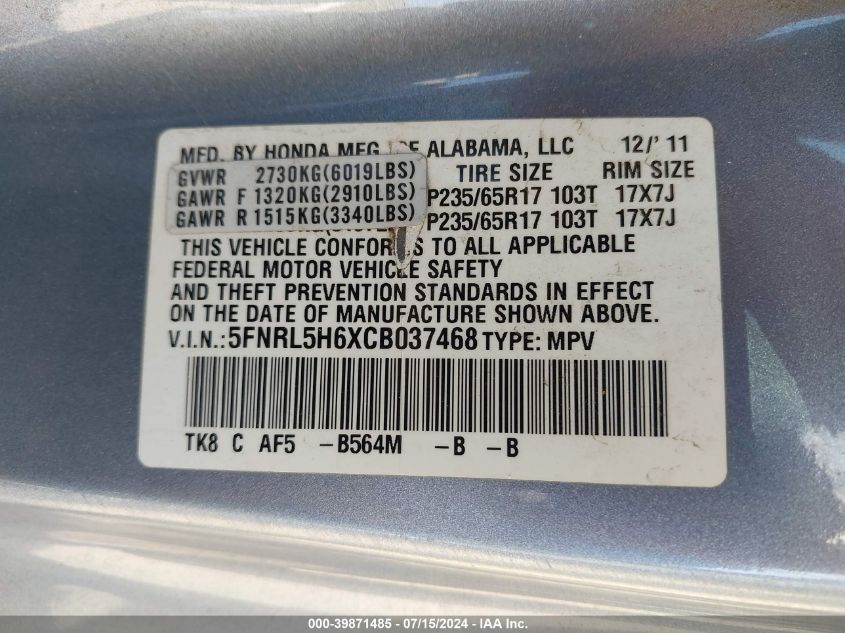 MFD. BY HONDA MFG. OF ALABAMA, LLC 12/'11
GVWR 2730KG(6019LBS) TIRE SIZE RIM SIZE
GAWR F 1320KG(2910LBS) P235/65R17 103T 17X7J
GAWR R 1515KG(3340LBS) P235/65R17 103T 17X7J
THIS VEHICLE CONFORMS TO ALL APPLICABLE
FEDERAL MOTOR VEHICLE SAFETY
AND THEFT PREVENTION STANDARDS IN EFFECT
ON THE DATE OF MANUFACTURE SHOWN ABOVE.
V.I.N.: 5FNRL5H6XCB037468 TYPE: MPV
TK8 C AF5 -B564M -B -B
000-39871485 - 07/15/2024 - IAA Inc.